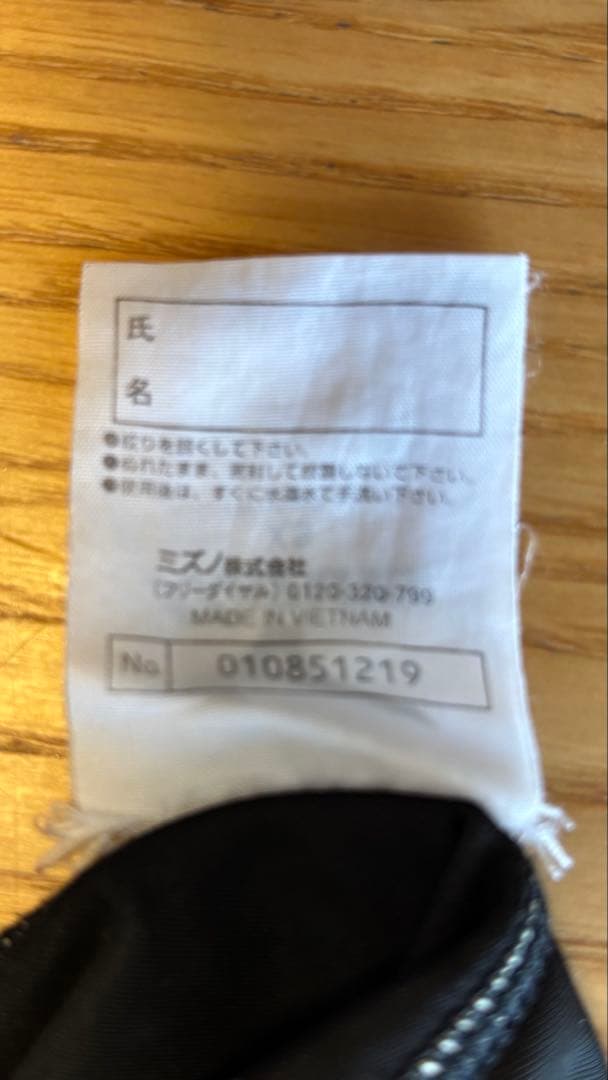 氏
名
●絞りを弱くして下さい。
●ぬれたまま、密封して放置しないで下さい。
●使用後は、すぐに水温水で手洗い下さい。
ミズノ株式会社
(フリーダイヤル) 0120-320-799
MADE IN VIETNAM
No. 010851219